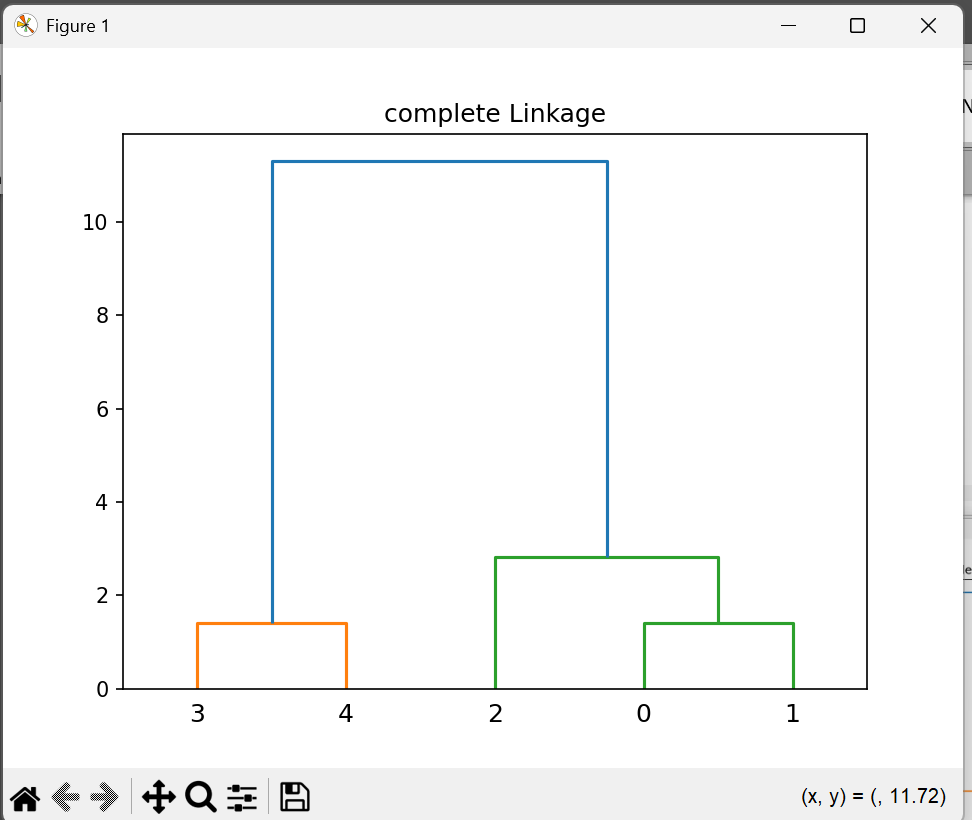 Figure 1
complete Linkage
10
8
6
4
2
0
3 4 2 0 1
(x, y) = (, 11.72)